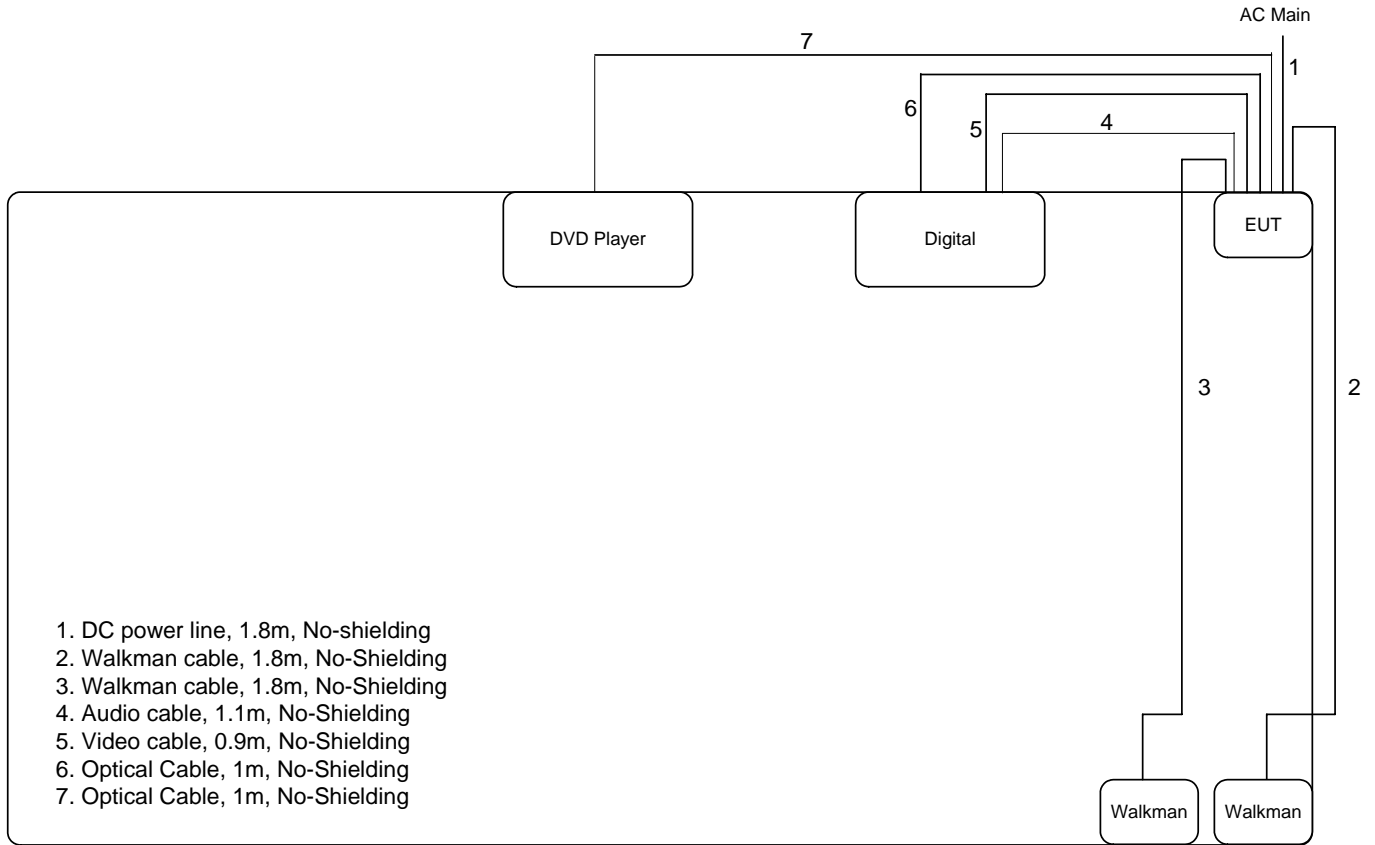 AC Main
7
1
6
5
4
DVD Player
Digital
EUT
3
2
1. DC power line, 1.8m, No-shielding
2. Walkman cable, 1.8m, No-Shielding
3. Walkman cable, 1.8m, No-Shielding
4. Audio cable, 1.1m, No-Shielding
5. Video cable, 0.9m, No-Shielding
6. Optical Cable, 1m, No-Shielding
7. Optical Cable, 1m, No-Shielding
Walkman
Walkman